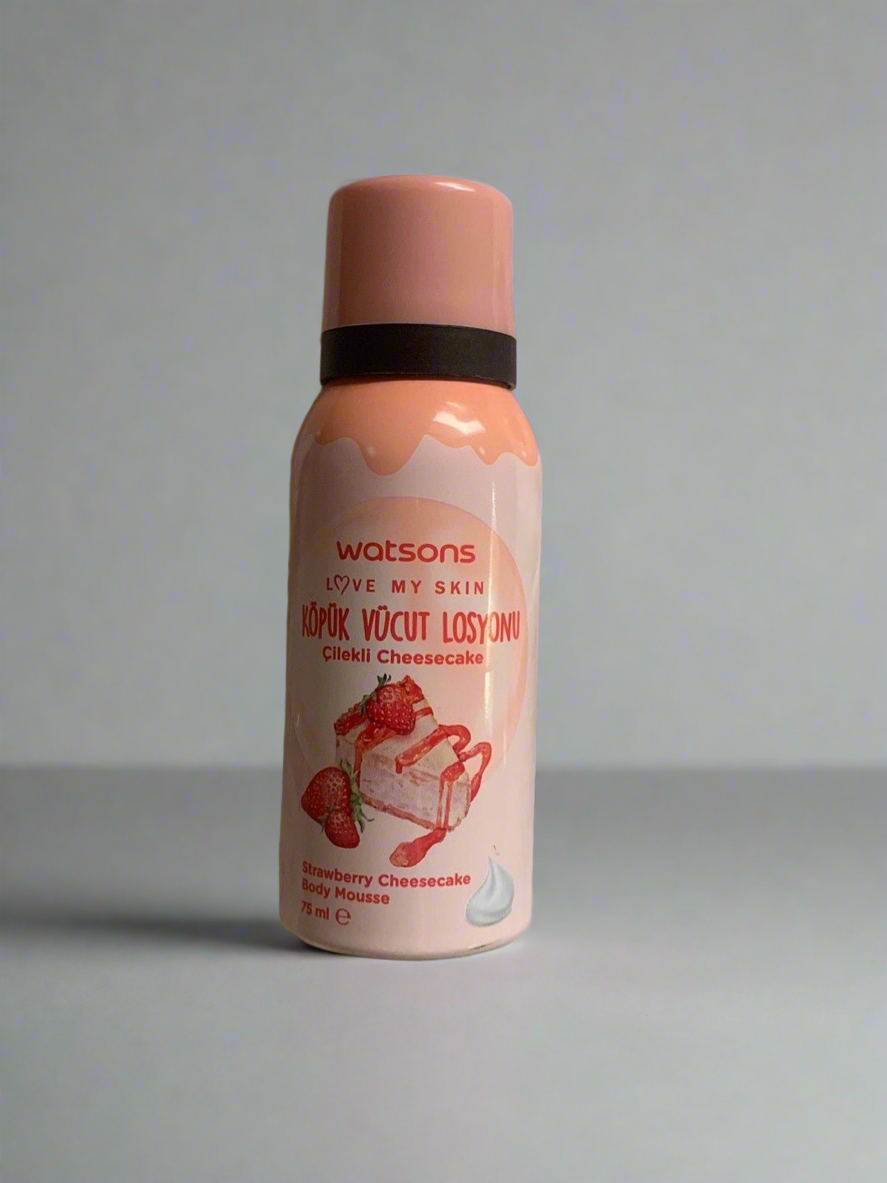 watsons
LOVE MY SKIN
KÖPÜK VÜCUT LOSYONU
Çilekli Cheesecake
Strawberry Cheesecake
Body Mousse
75 ml ℮